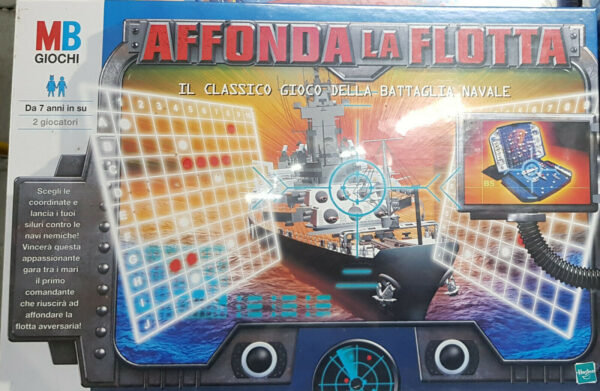 MB
GIOCHI
Da 7 anni in su
2 giocatori
AFFONDA LA FLOTTA
IL CLASSICO GIOCO DELLA BATTAGLIA NAVALE
Scegli le
coordinate e
lancia i tuoi
siluri contro le
navi nemiche!
Vincerà questa
appassionante
gara tra i mari
il primo
comandante
che riuscirà ad
affondare la
flotta avversaria!
B5
Hasbro